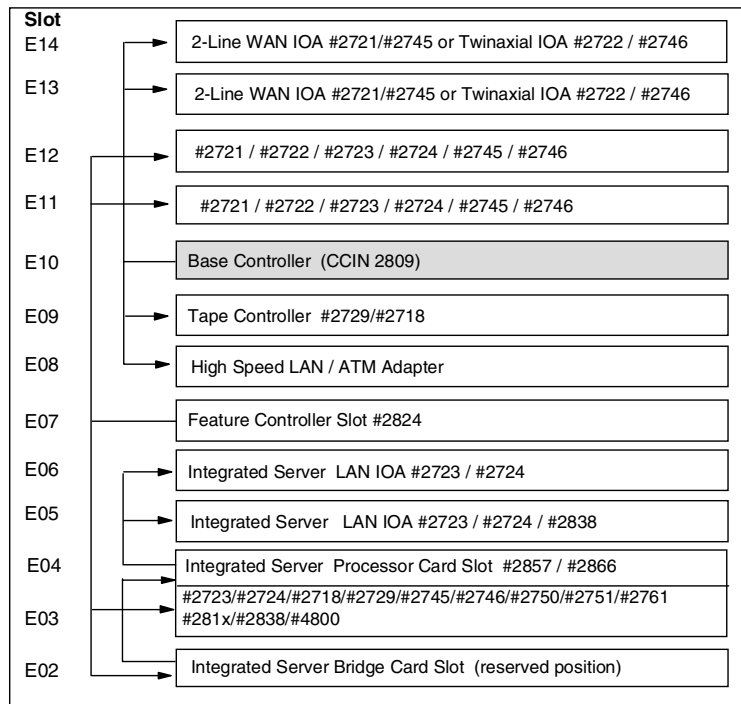 Slot
E14 2-Line WAN IOA #2721/#2745 or Twinaxial IOA #2722 / #2746
E13 2-Line WAN IOA #2721/#2745 or Twinaxial IOA #2722 / #2746
E12 #2721 / #2722 / #2723 / #2724 / #2745 / #2746
E11 #2721 / #2722 / #2723 / #2724 / #2745 / #2746
E10 Base Controller (CCIN 2809)
E09 Tape Controller #2729/#2718
E08 High Speed LAN / ATM Adapter
E07 Feature Controller Slot #2824
E06 Integrated Server LAN IOA #2723 / #2724
E05 Integrated Server LAN IOA #2723 / #2724 / #2838
E04 Integrated Server Processor Card Slot #2857 / #2866
#2723/#2724/#2718/#2729/#2745/#2746/#2750/#2751/#2761
E03 #281x/#2838/#4800
E02 Integrated Server Bridge Card Slot (reserved position)